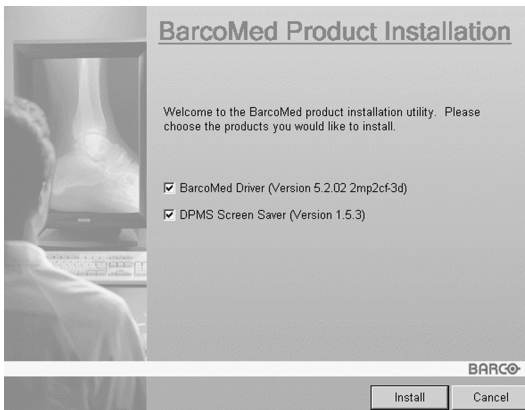 BarcoMed Product Installation
Welcome to the BarcoMed product installation utility. Please
choose the products you would like to install.
BarcoMed Driver (Version 5.2.02 2mp2cf-3d)
DPMS Screen Saver (Version 1.5.3)
BARCO
Install
Cancel